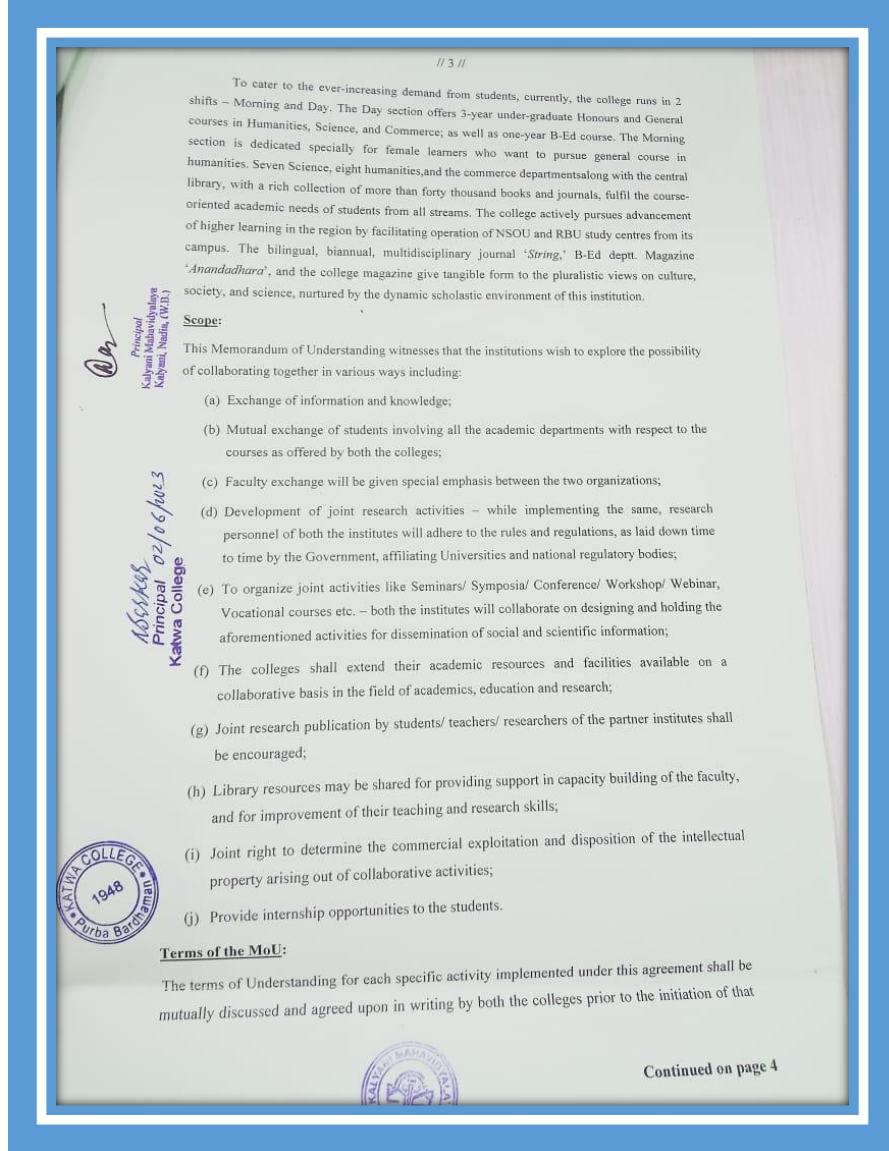 // 3 //
To cater to the ever-increasing demand from students, currently, the college runs in 2
shifts – Morning and Day. The Day section offers 3-year under-graduate Honours and General
courses in Humanities, Science, and Commerce; as well as one-year B-Ed course. The Morning
section is dedicated specially for female learners who want to pursue general course in
humanities. Seven Science, eight humanities,and the commerce departmentsalong with the central
library, with a rich collection of more than forty thousand books and journals, fulfil the course-
oriented academic needs of students from all streams. The college actively pursues advancement
of higher learning in the region by facilitating operation of NSOU and RBU study centres from its
campus. The bilingual, biannual, multidisciplinary journal ‘String,’ B-Ed deptt. Magazine
‘Anandadhara’, and the college magazine give tangible form to the pluralistic views on culture,
society, and science, nurtured by the dynamic scholastic environment of this institution.
Principal
Kalyani Mahavidyalaya
Kalyani, Nadia, (W.B.)
Scope:
This Memorandum of Understanding witnesses that the institutions wish to explore the possibility
of collaborating together in various ways including:
(a) Exchange of information and knowledge;
(b) Mutual exchange of students involving all the academic departments with respect to the
courses as offered by both the colleges;
(c) Faculty exchange will be given special emphasis between the two organizations;
(d) Development of joint research activities – while implementing the same, research
personnel of both the institutes will adhere to the rules and regulations, as laid down time
to time by the Government, affiliating Universities and national regulatory bodies;
02/06/2023
Principal
Katwa College
(e) To organize joint activities like Seminars/ Symposia/ Conference/ Workshop/ Webinar,
Vocational courses etc. – both the institutes will collaborate on designing and holding the
aforementioned activities for dissemination of social and scientific information;
(f) The colleges shall extend their academic resources and facilities available on a
collaborative basis in the field of academics, education and research;
(g) Joint research publication by students/ teachers/ researchers of the partner institutes shall
be encouraged;
(h) Library resources may be shared for providing support in capacity building of the faculty,
and for improvement of their teaching and research skills;
(i) Joint right to determine the commercial exploitation and disposition of the intellectual
property arising out of collaborative activities;
(j) Provide internship opportunities to the students.
KATWA COLLEGE
1948
Purba Bardhaman
Terms of the MoU:
The terms of Understanding for each specific activity implemented under this agreement shall be
mutually discussed and agreed upon in writing by both the colleges prior to the initiation of that
KALYANI MAHAVIDYALA
Continued on page 4